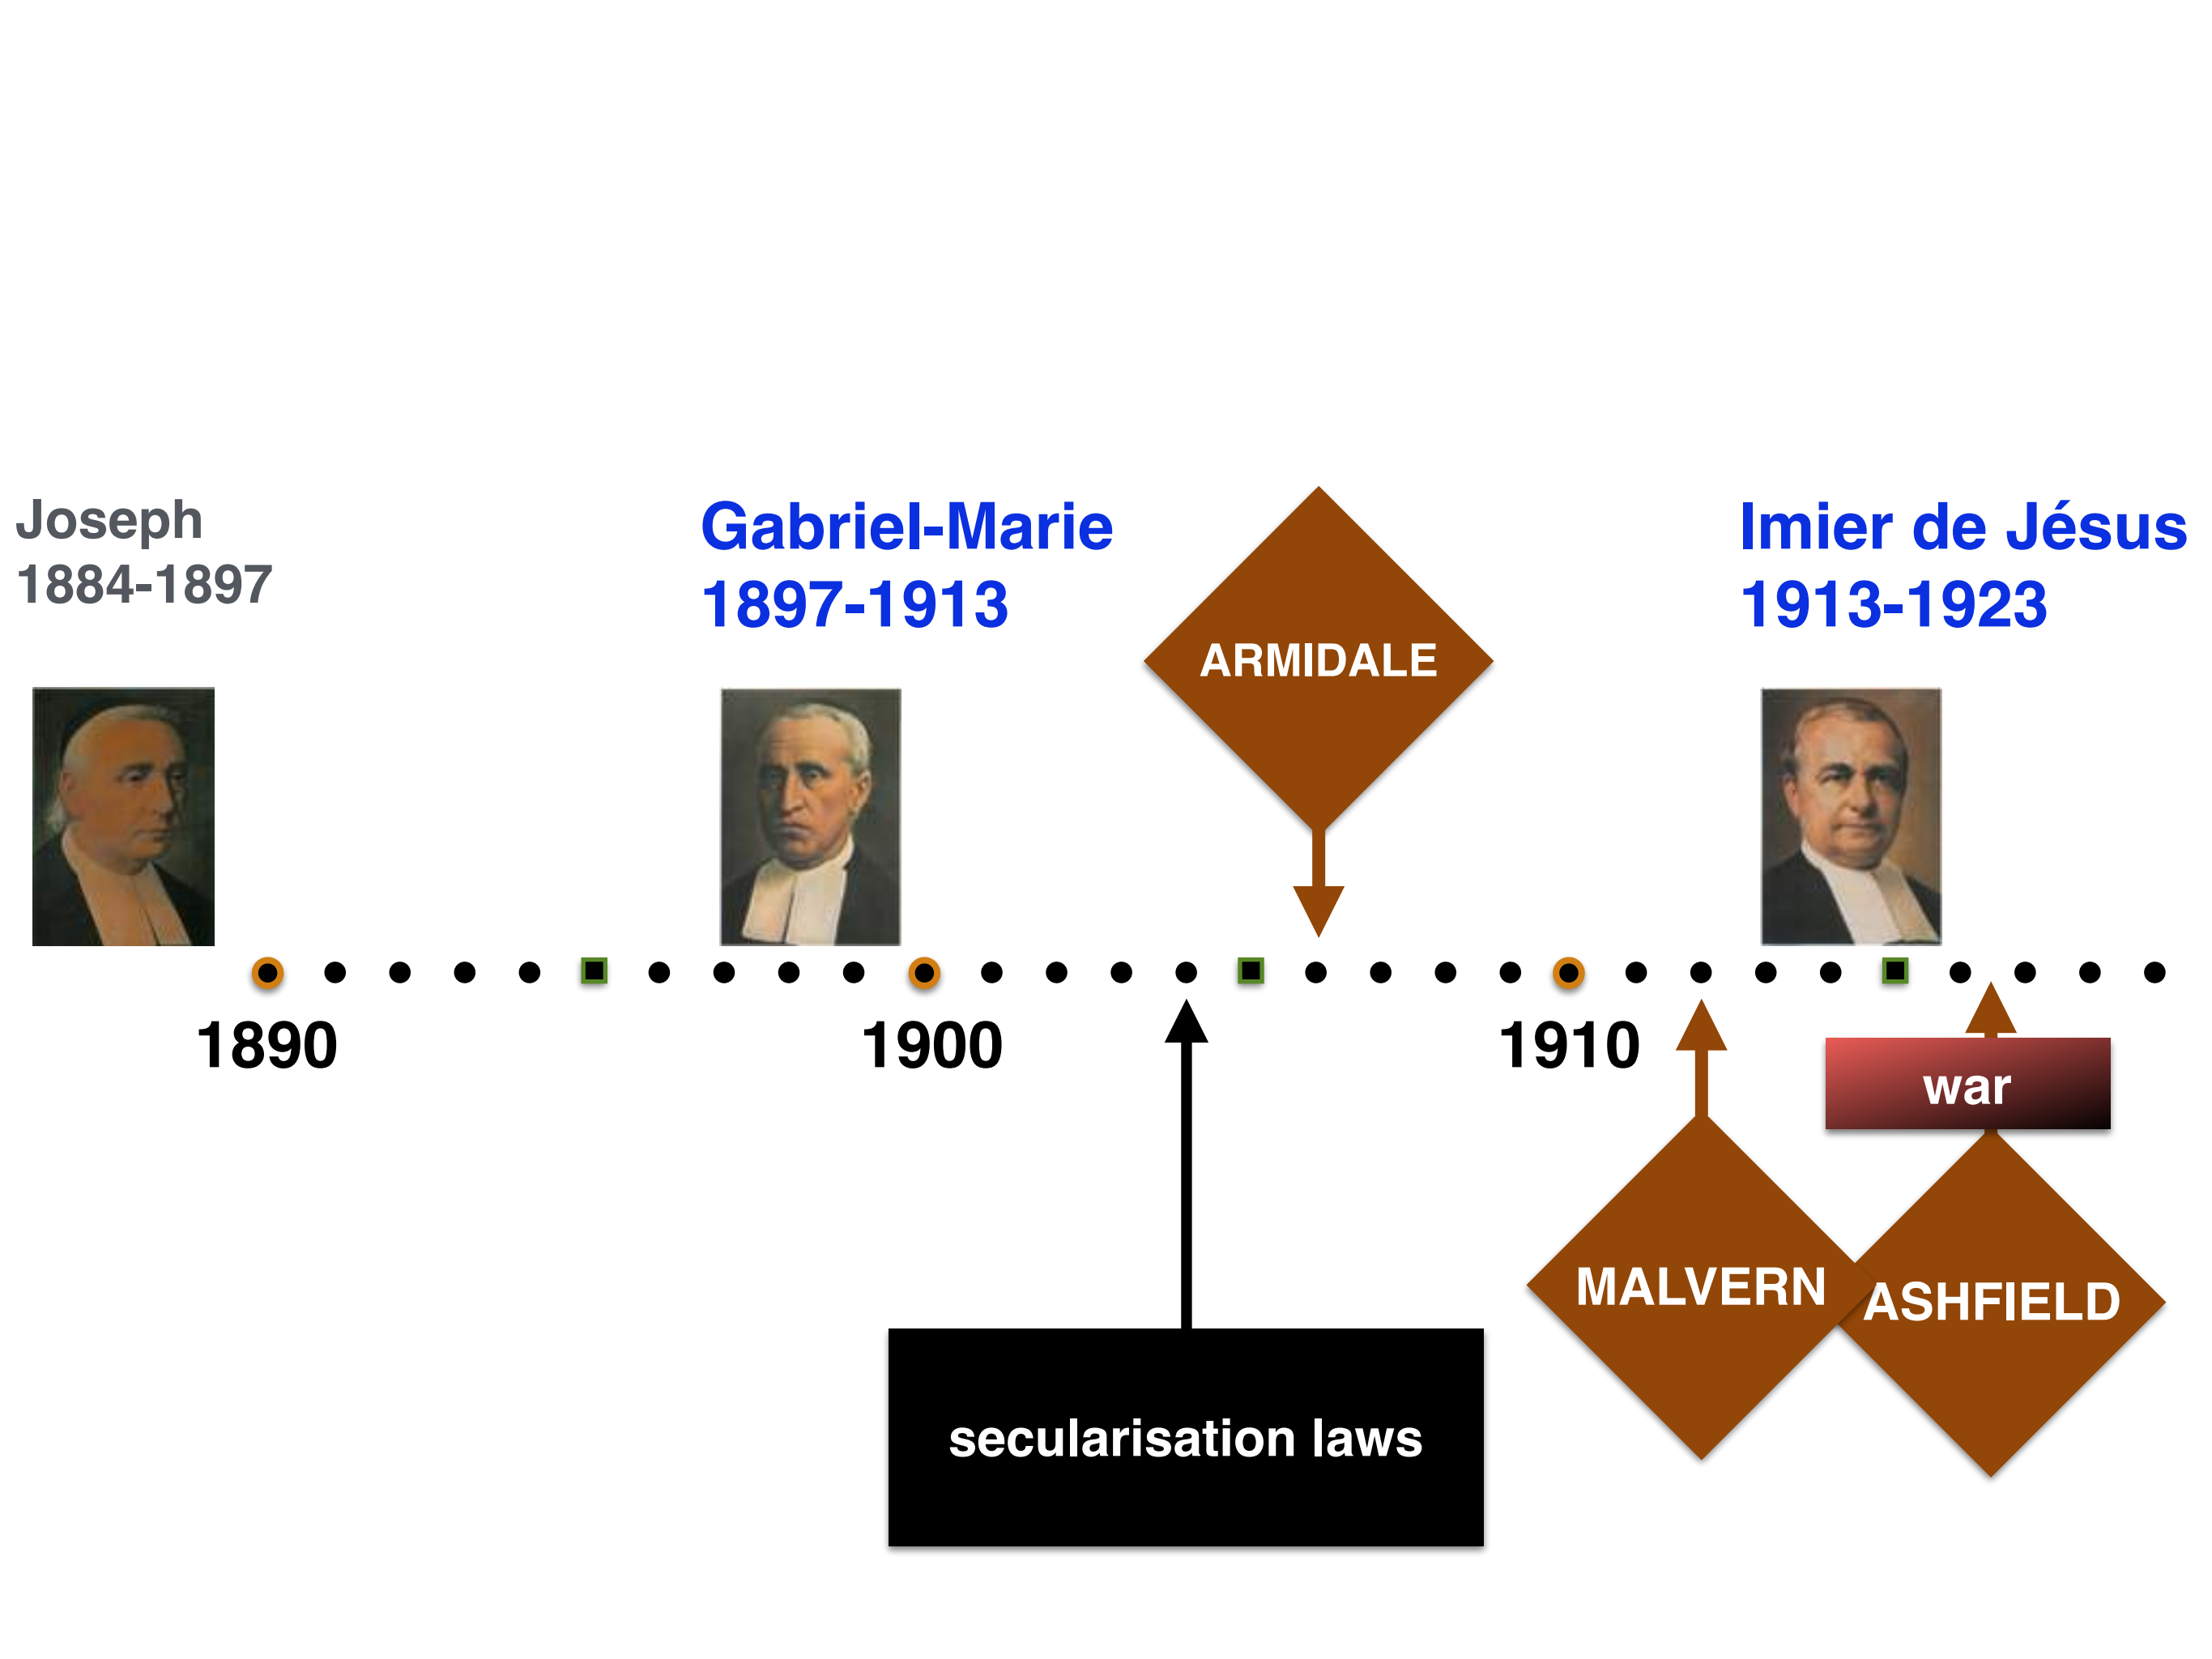 Joseph
1884-1897
Gabriel-Marie
1897-1913
ARMIDALE
Imier de Jésus
1913-1923
1890
1900
1910
war
MALVERN
ASHFIELD
secularisation laws